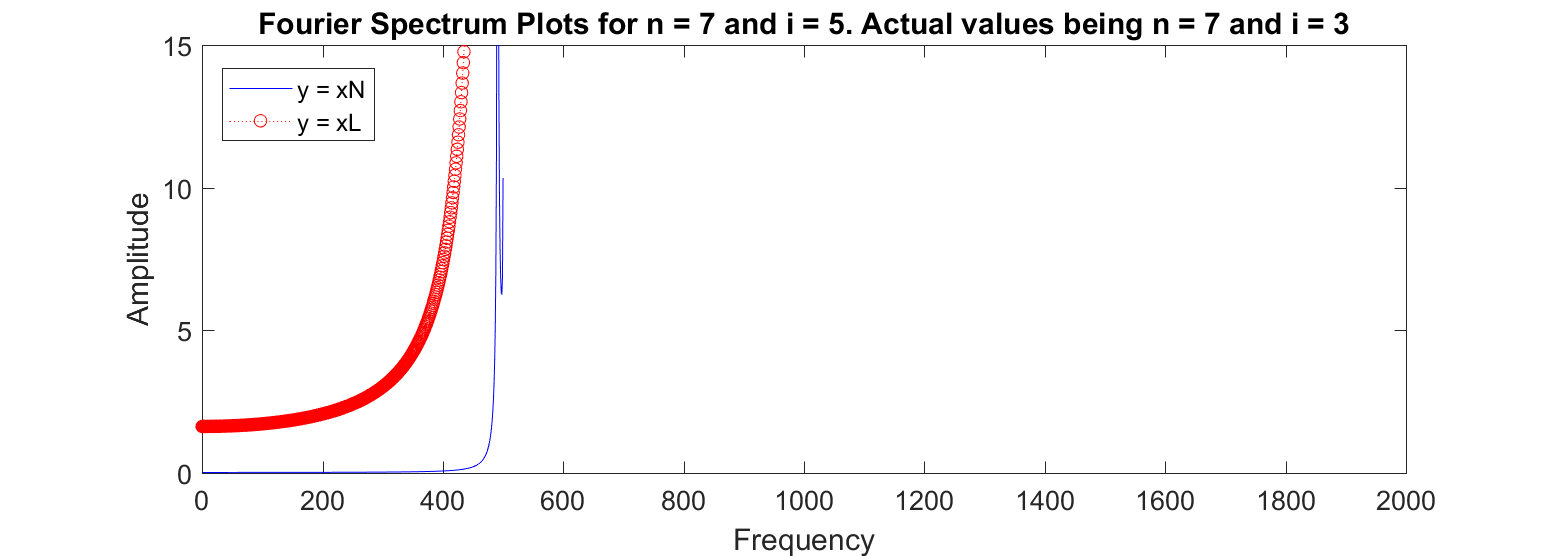 Fourier Spectrum Plots for n = 7 and i = 5. Actual values being n = 7 and i = 3
15
10
5
0
Amplitude
y = xN
y = xL
0 200 400 600 800 1000 1200 1400 1600 1800 2000
Frequency